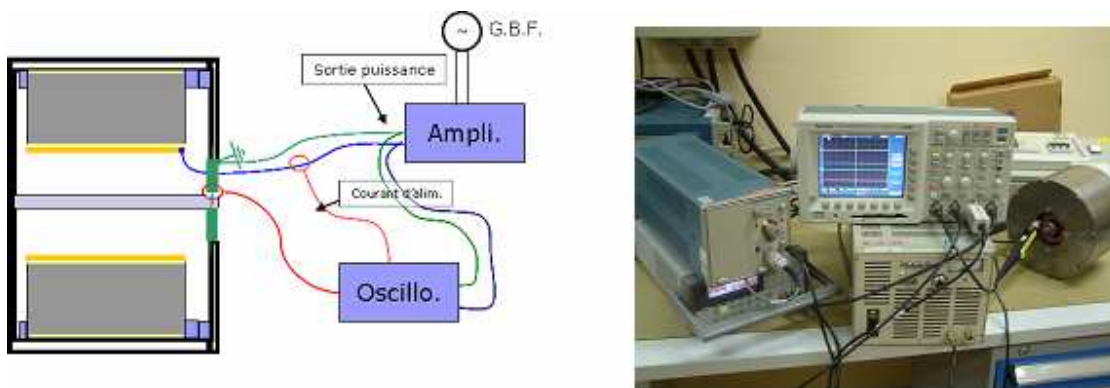 ~ G.B.F.
Sortie puissance
Ampli.
Courant d'alim.
Oscillo.